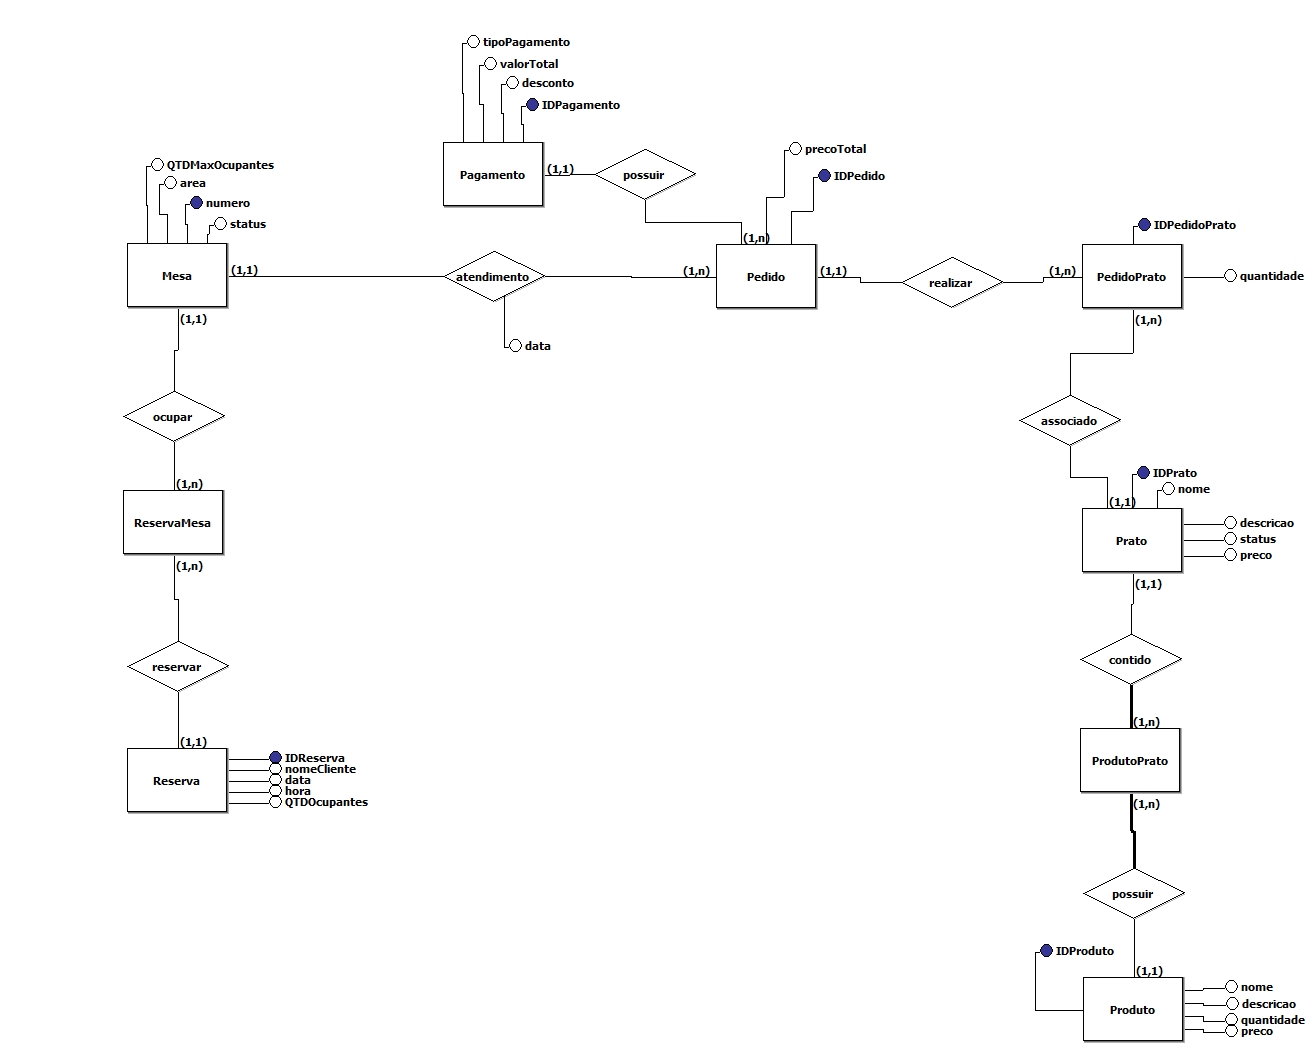 tipoPagamento
valorTotal
desconto
IDPagamento
Pagamento
(1,1)
possuir
precoTotal
IDPedido
(1,n)
QTDMaxOcupantes
area
numero
status
Mesa
(1,1)
atendimento
data
(1,n)
Pedido
(1,1)
realizar
(1,n)
IDPedidoPrato
PedidoPrato
quantidade
(1,n)
(1,1)
ocupar
(1,n)
ReservaMesa
(1,n)
reservar
(1,1)
Reserva
IDReserva
nomeCliente
data
hora
QTDOcupantes
associado
IDPrato
nome
(1,1)
Prato
descricao
status
preco
(1,1)
contido
(1,n)
ProdutoPrato
(1,n)
possuir
IDProduto
(1,1)
Produto
nome
descricao
quantidade
preco